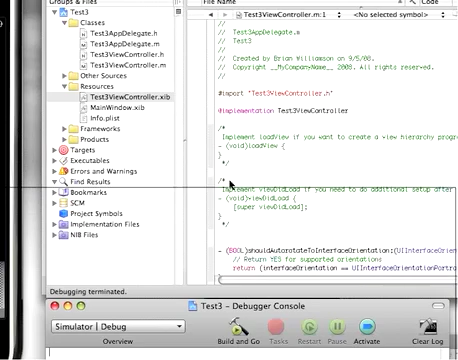 Groups & Files
File Name
Code
Test3
Classes
Test3AppDelegate.h
Test3AppDelegate.m
Test3ViewController.h
Test3ViewController.m
Other Sources
Resources
Test3ViewController.xib
MainWindow.xib
Info.plist
Frameworks
Products
Targets
Executables
Errors and Warnings
Find Results
Bookmarks
SCM
Project Symbols
Implementation Files
NIB Files
Test3ViewController.m:1
<No selected symbol>
//
// Test3AppDelegate.m
// Test3
//
// Created by Brian Williamson on 9/5/08.
// Copyright __MyCompanyName__ 2008. All rights reserved.
//
#import "Test3ViewController.h"
@implementation Test3ViewController
/*
Implement loadView if you want to create a view hierarchy
- (void)loadView {
}
*/
/*
Implement viewDidLoad if you need to do additional setup after
- (void)viewDidLoad {
[super viewDidLoad];
}
*/
- (BOOL)shouldAutorotateToInterfaceOrientation:(UIInterfaceOrien
// Return YES for supported orientations
return (interfaceOrientation == UIInterfaceOrientationPortra
Debugging terminated.
Test3 - Debugger Console
Simulator | Debug
Overview
Build and Go
Tasks
Restart
Pause
Activate
Clear Log